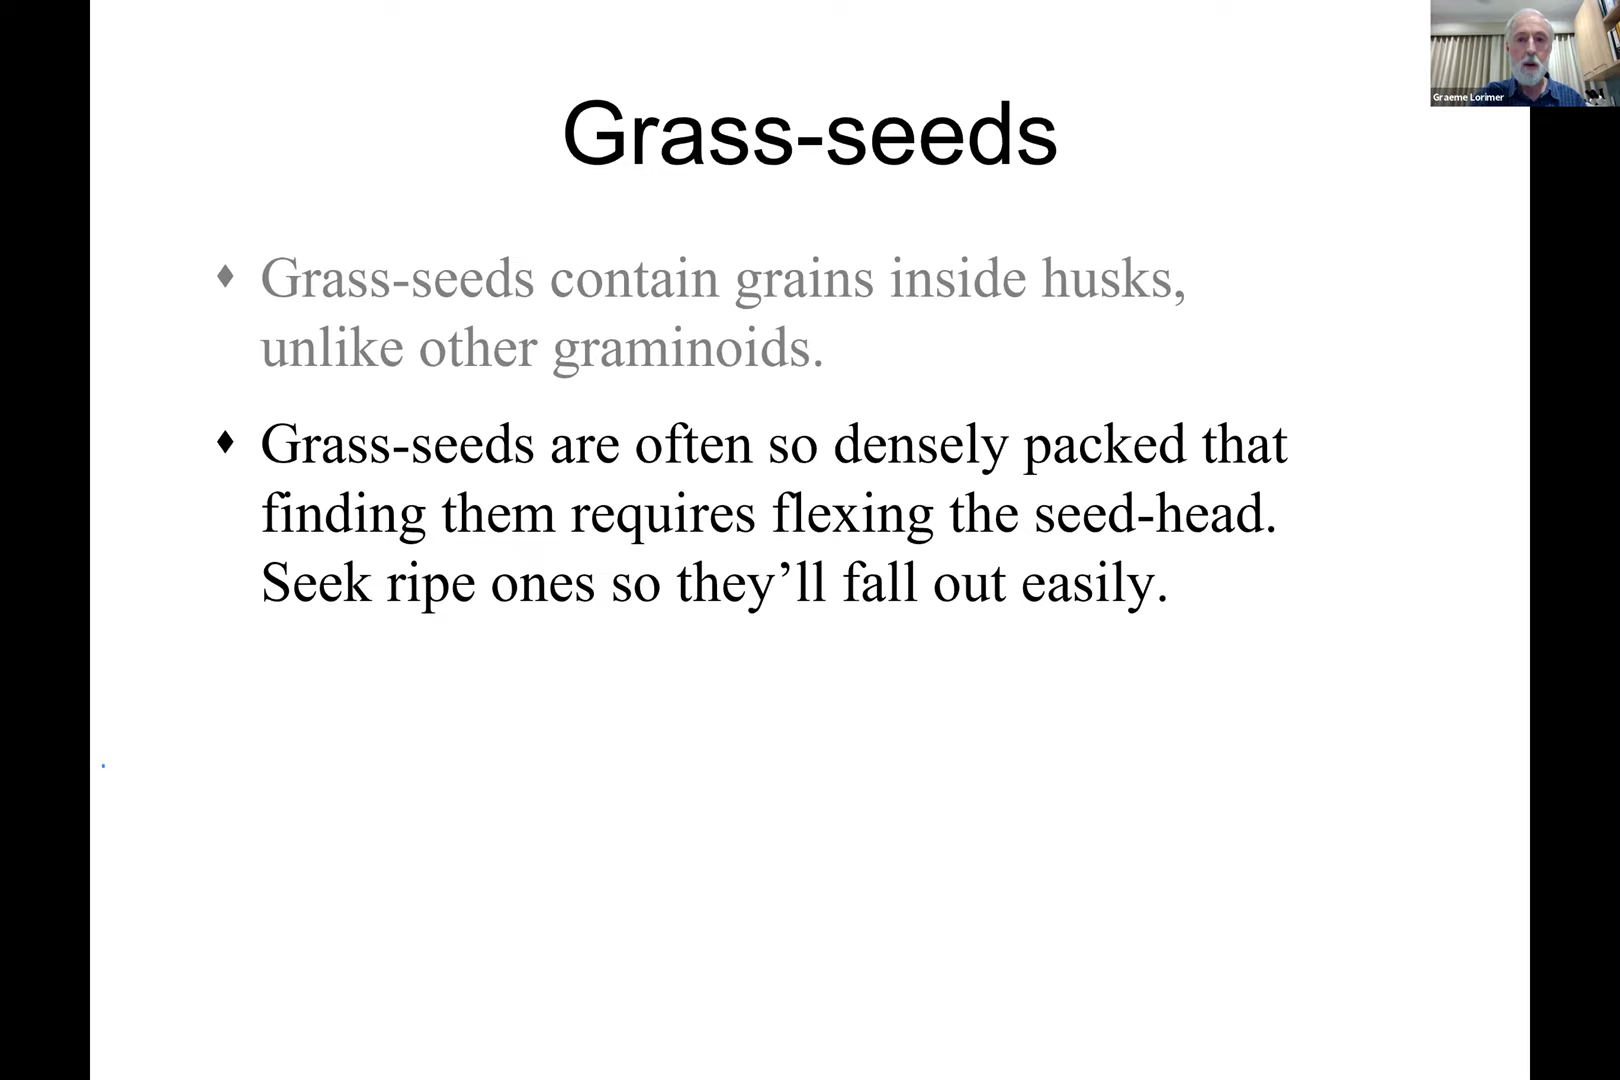 Graeme Lorimer
Grass-seeds
♦ Grass-seeds contain grains inside husks,
unlike other graminoids.
♦ Grass-seeds are often so densely packed that
finding them requires flexing the seed-head.
Seek ripe ones so they’ll fall out easily.